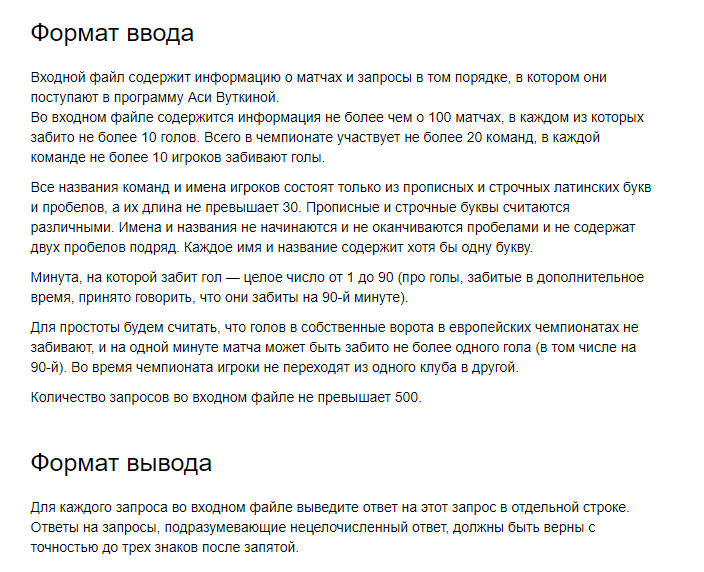 Формат ввода
Входной файл содержит информацию о матчах и запросы в том порядке, в котором они
поступают в программу Аси Вуткиной.
Во входном файле содержится информация не более чем о 100 матчах, в каждом из которых
забито не более 10 голов. Всего в чемпионате участвует не более 20 команд, в каждой
команде не более 10 игроков забивают голы.
Все названия команд и имена игроков состоят только из прописных и строчных латинских букв
и пробелов, а их длина не превышает 30. Прописные и строчные буквы считаются
различными. Имена и названия не начинаются и не оканчиваются пробелами и не содержат
двух пробелов подряд. Каждое имя и название содержит хотя бы одну букву.
Минута, на которой забит гол — целое число от 1 до 90 (про голы, забитые в дополнительное
время, принято говорить, что они забиты на 90-й минуте).
Для простоты будем считать, что голов в собственные ворота в европейских чемпионатах не
забивают, и на одной минуте матча может быть забито не более одного гола (в том числе на
90-й). Во время чемпионата игроки не переходят из одного клуба в другой.
Количество запросов во входном файле не превышает 500.
Формат вывода
Для каждого запроса во входном файле выведите ответ на этот запрос в отдельной строке.
Ответы на запросы, подразумевающие нецелочисленный ответ, должны быть верны с
точностью до трех знаков после запятой.